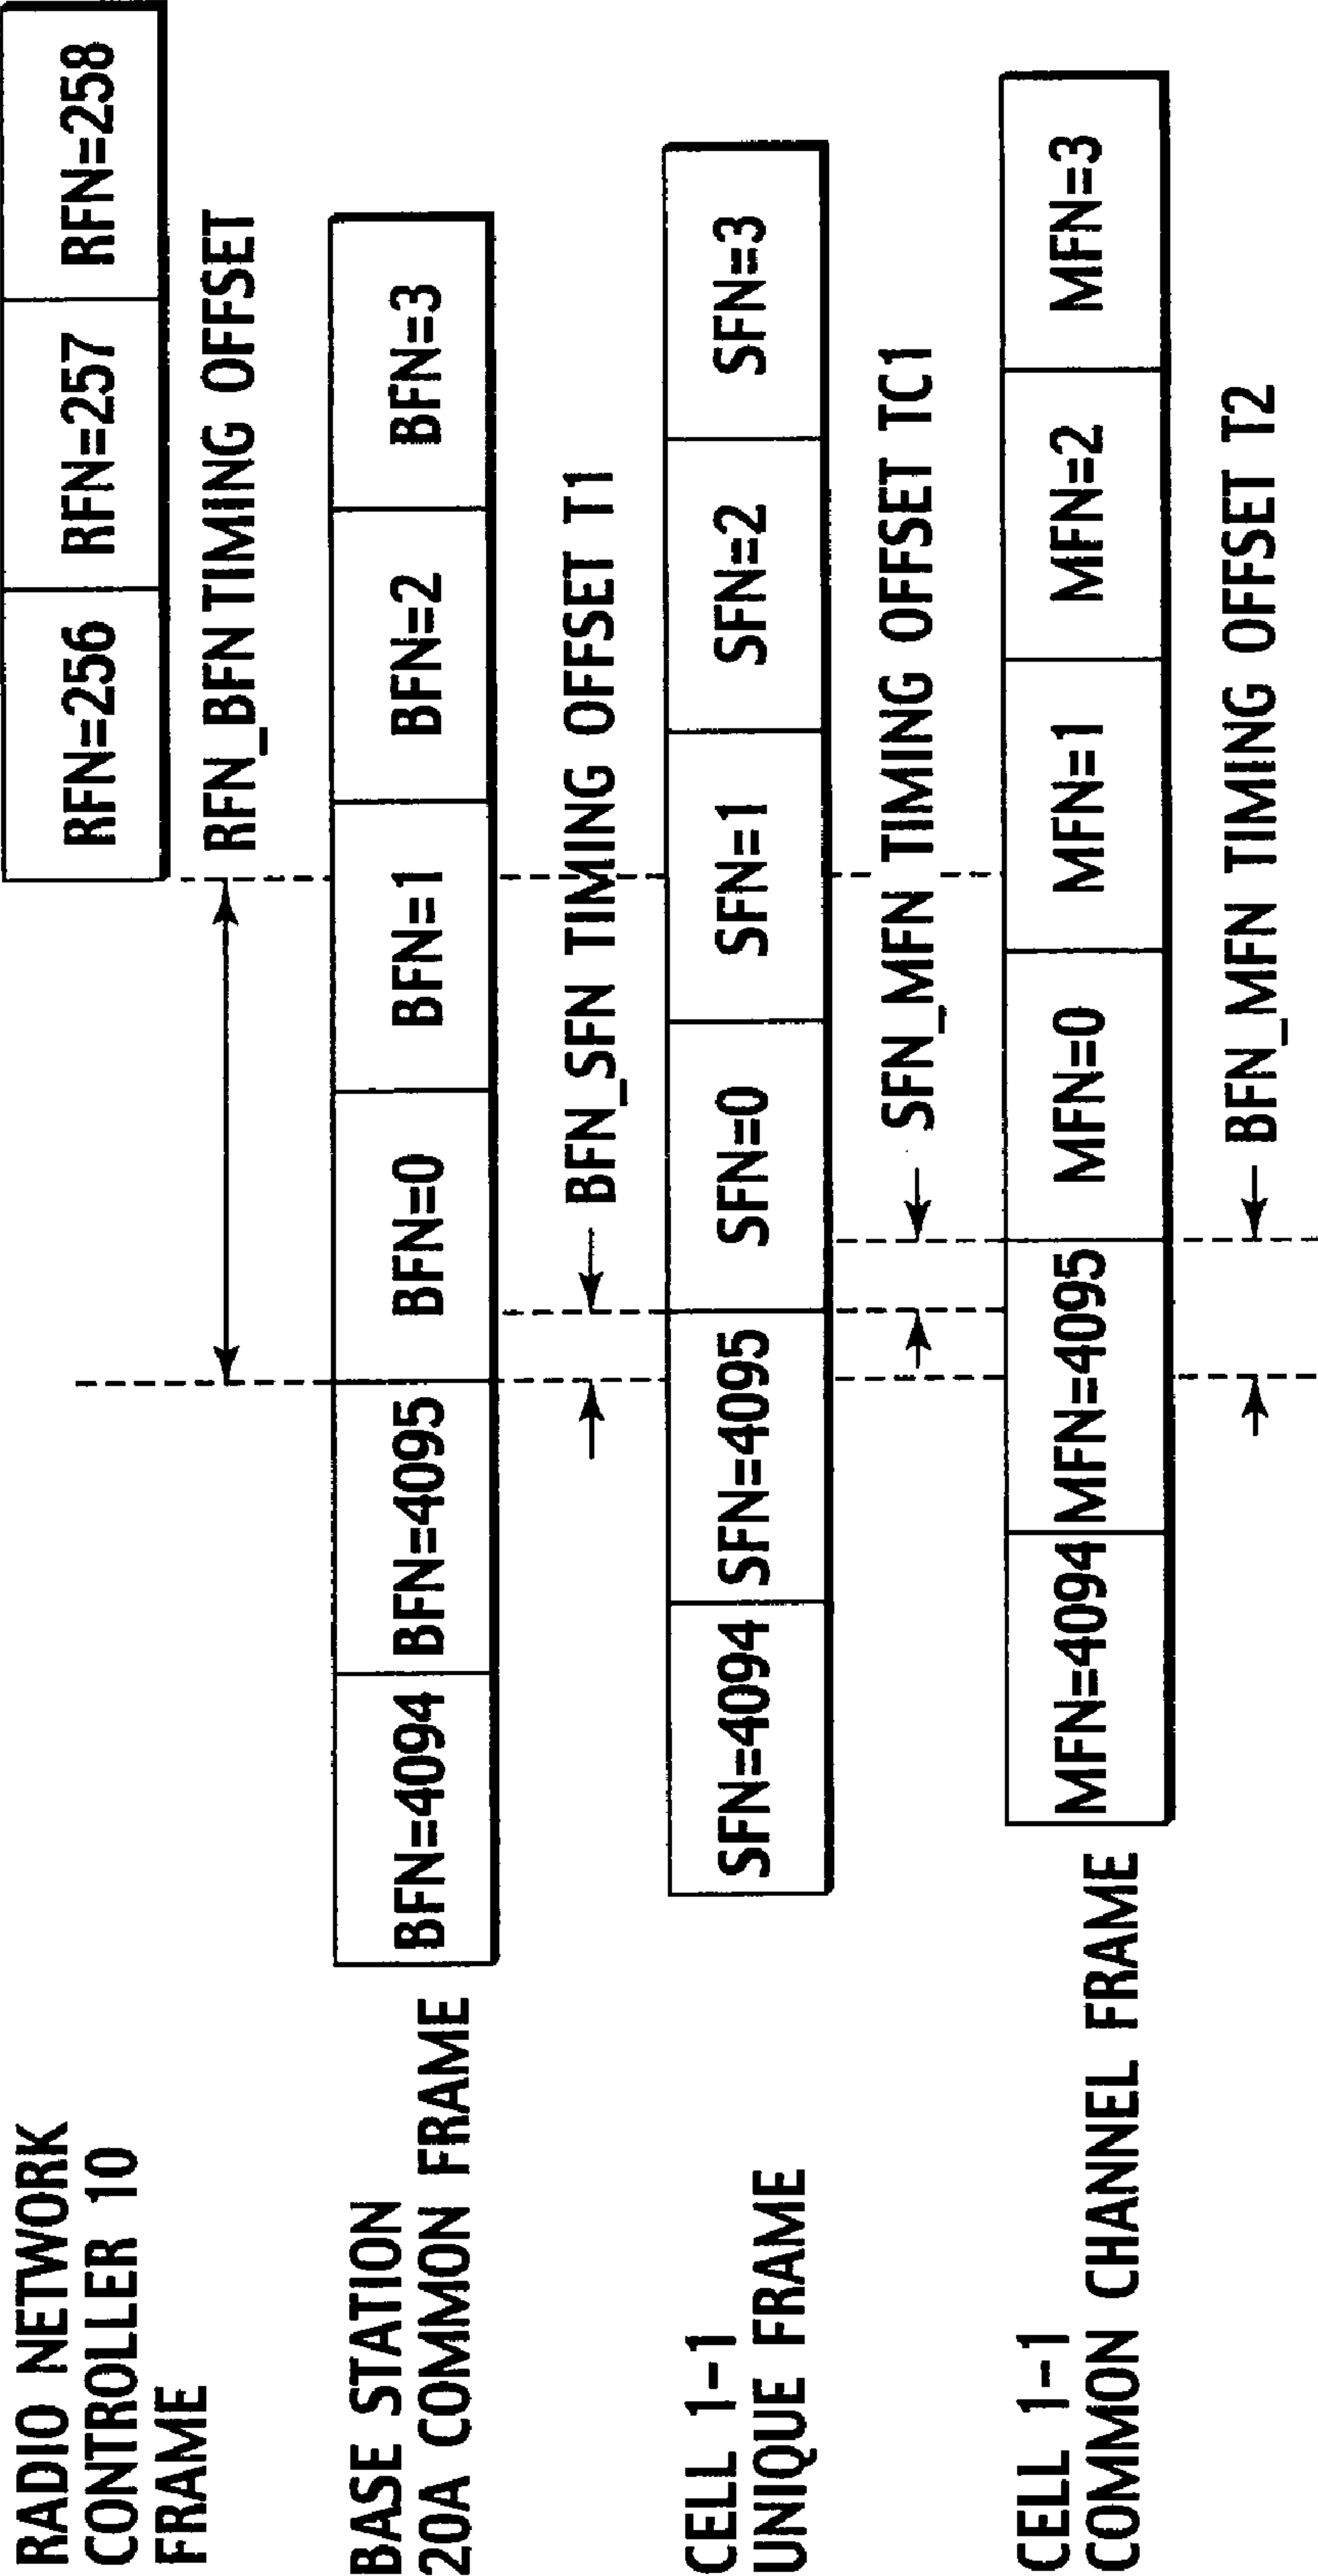 RADIO NETWORK
CONTROLLER 10
FRAME
RFN=256 RFN=257 RFN=258
RFN_BFN TIMING OFFSET
BASE STATION
20A COMMON FRAME
BFN=4094 BFN=4095 BFN=0 BFN=1 BFN=2 BFN=3
BFN_SFN TIMING OFFSET T1
CELL 1-1
UNIQUE FRAME
SFN=4094 SFN=4095 SFN=0 SFN=1 SFN=2 SFN=3
SFN_MFN TIMING OFFSET TC1
CELL 1-1
COMMON CHANNEL FRAME
MFN=4094 MFN=4095 MFN=0 MFN=1 MFN=2 MFN=3
BFN_MFN TIMING OFFSET T2